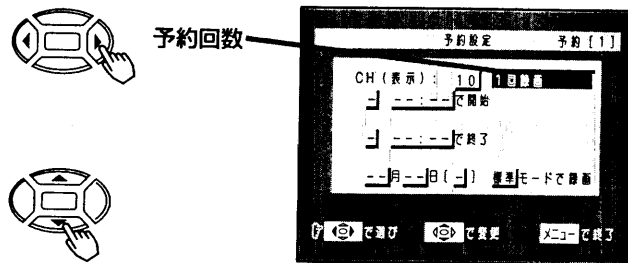 予約回数
予約設定 予約[1]
CH(表示): 10 1回録画
- --:--で開始
- --:--で終了
--月--日[-] 標準モードで録画
で選び で変更 メニューで終了